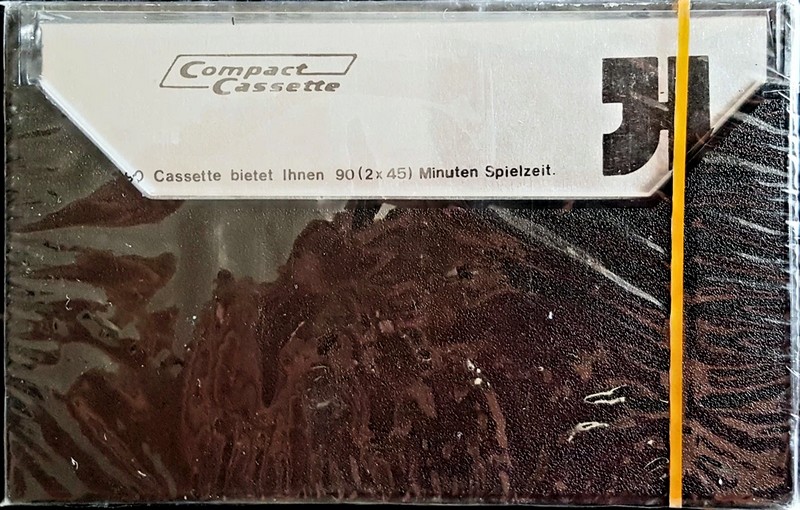 Compact
Cassette
Cassette bietet Ihnen 90 (2x45) Minuten Spielzeit.